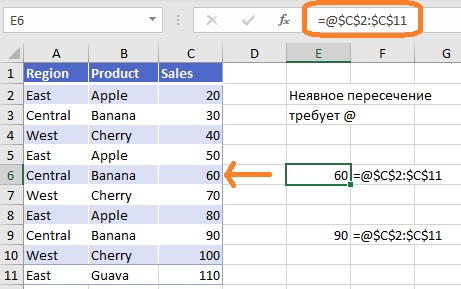 E6 fx =@$C$2:$C$11
A B C D E F G
1 Region Product Sales
2 East Apple 20 Неявное пересечение
3 Central Banana 30 требует @
4 West Cherry 40
5 East Apple 50
6 Central Banana 60 60 =@$C$2:$C$11
7 West Cherry 70
8 East Apple 80
9 Central Banana 90 90 =@$C$2:$C$11
10 West Cherry 100
11 East Guava 110